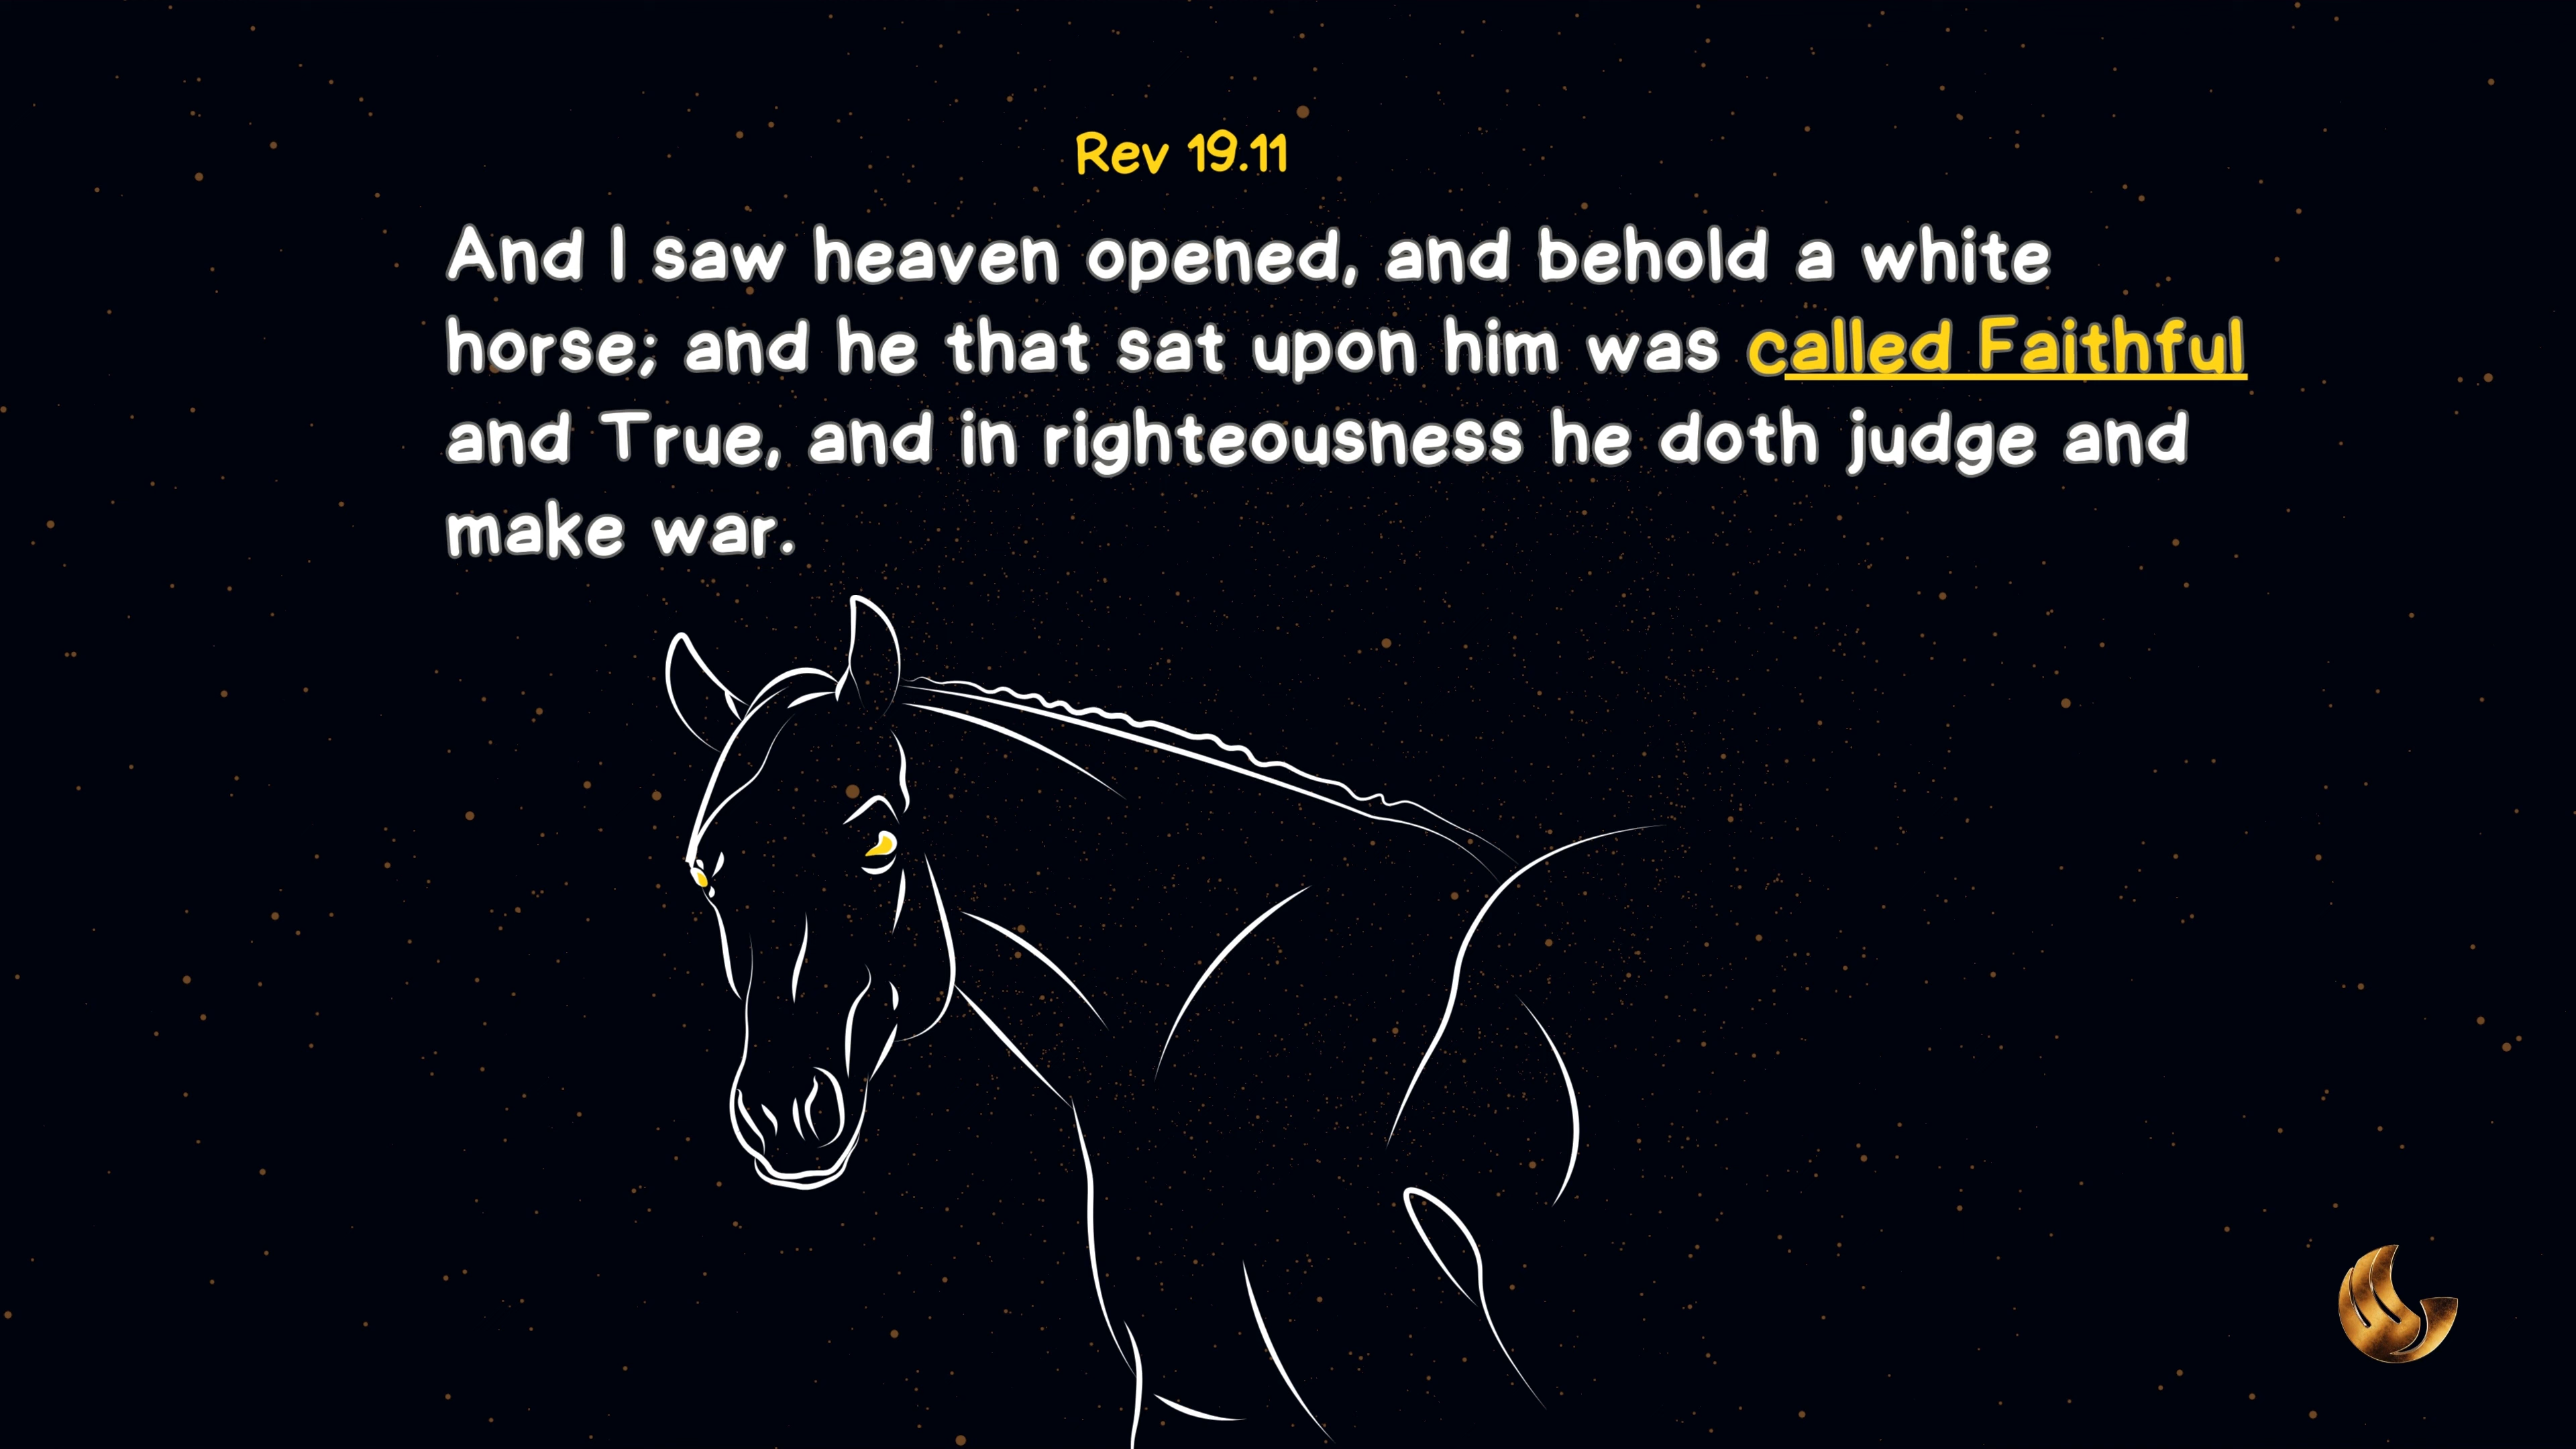 Rev 19.11
And I saw heaven opened, and behold a white
horse; and he that sat upon him was called Faithful
and True, and in righteousness he doth judge and
make war.